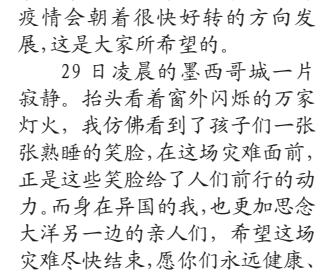 疫情会朝着很快好转的方向发
展,这是大家所希望的。
29 日凌晨的墨西哥城一片
寂静。抬头看着窗外闪烁的万家
灯火，我仿佛看到了孩子们一张
张熟睡的笑脸,在这场灾难面前,
正是这些笑脸给了人们前行的动
力。而身在异国的我,也更加思念
大洋另一边的亲人们，希望这场
灾难尽快结束,愿你们永远健康、